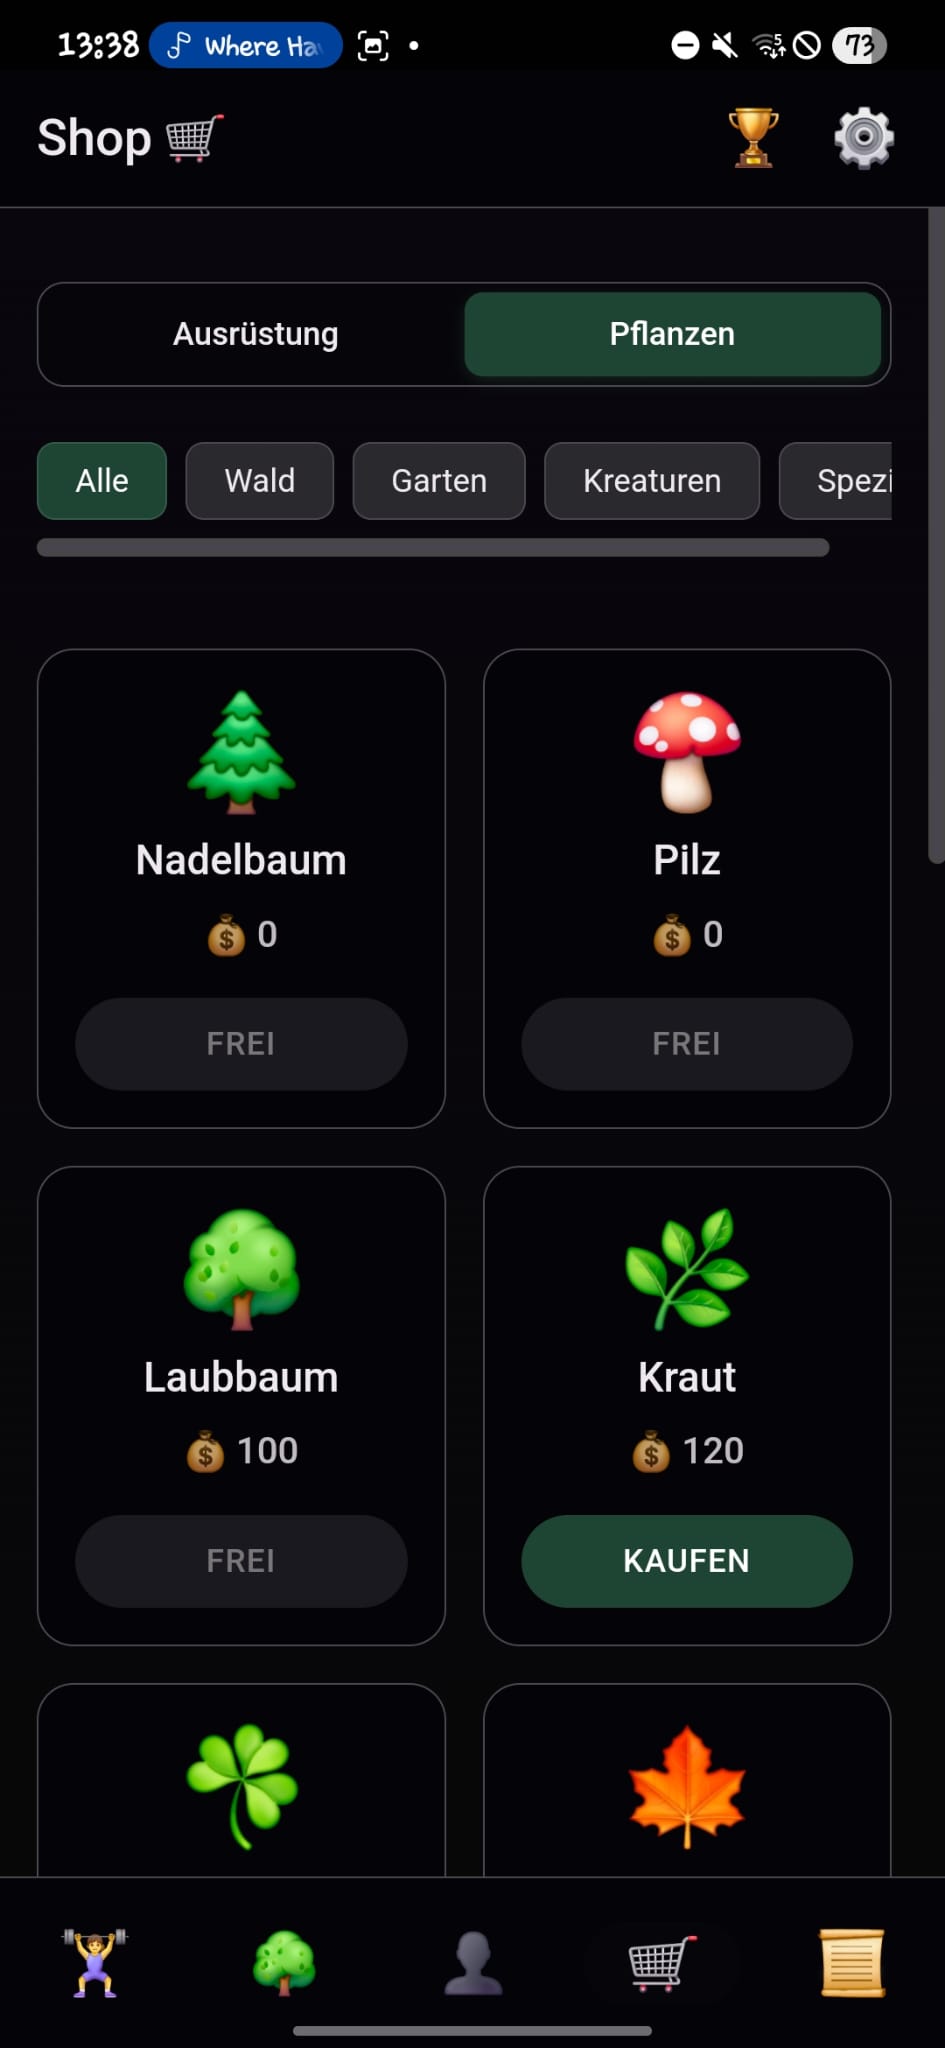 13:38 Where Ha 5 73
Shop
Ausrüstung Pflanzen
Alle Wald Garten Kreaturen Spezi
Nadelbaum Pilz
$ 0 $ 0
FREI FREI
Laubbaum Kraut
$ 100 $ 120
FREI KAUFEN